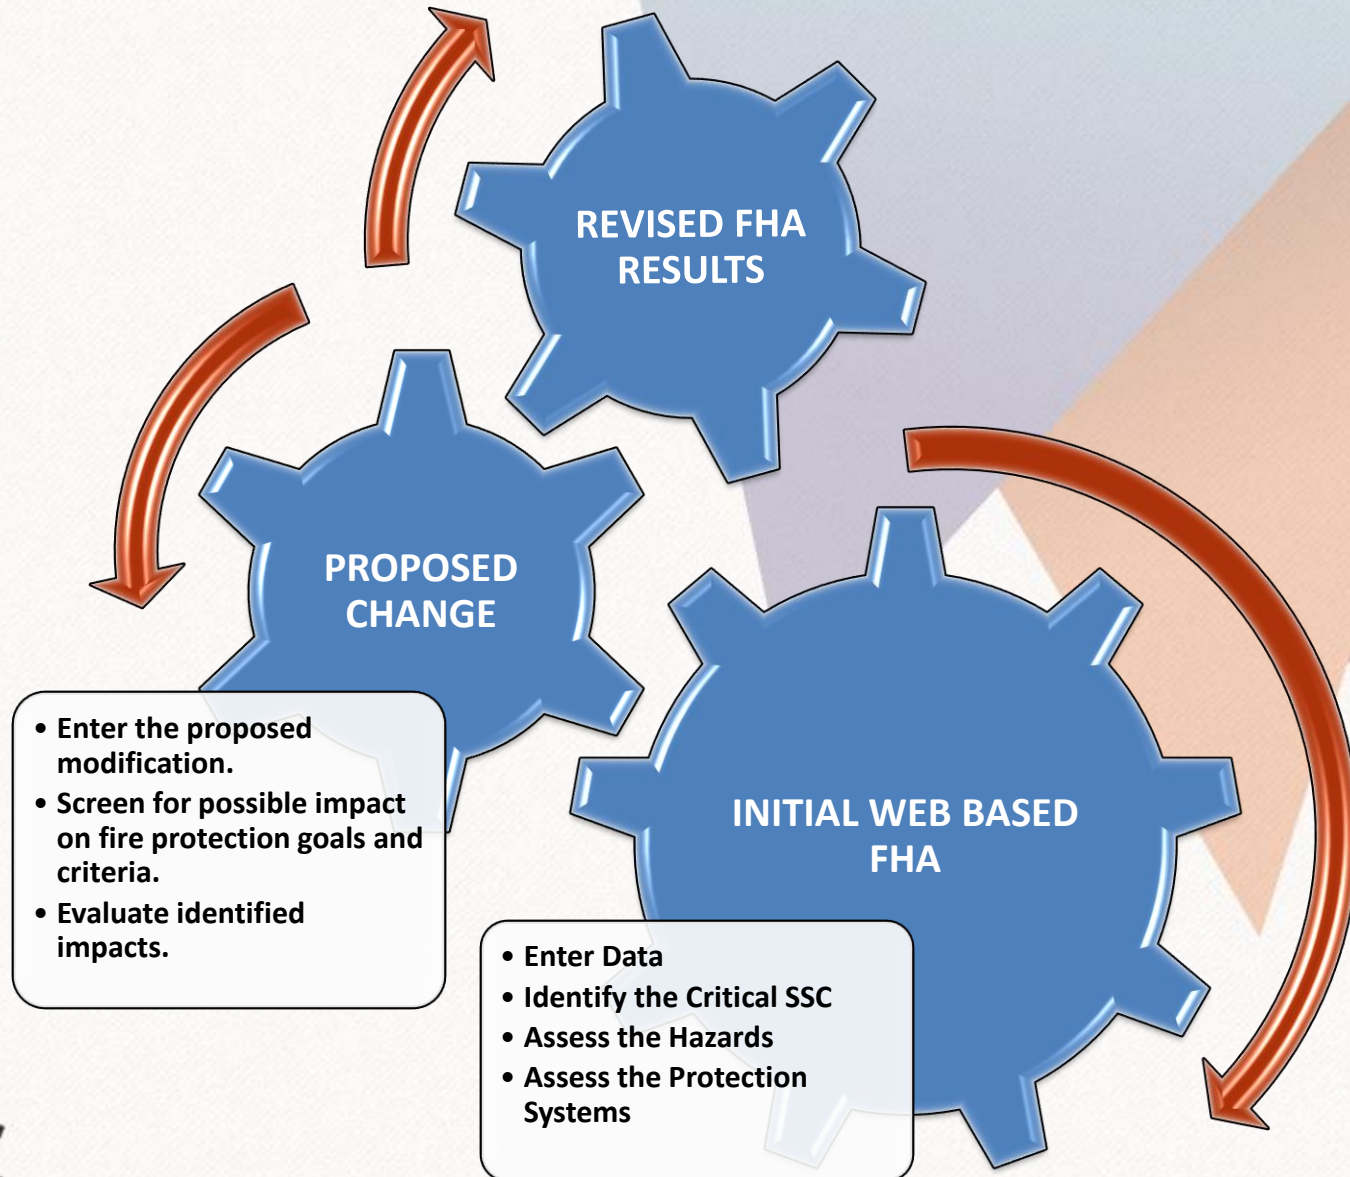 REVISED FHA
RESULTS
PROPOSED
CHANGE
• Enter the proposed
modification.
• Screen for possible impact
on fire protection goals and
criteria.
• Evaluate identified
impacts.
INITIAL WEB BASED
FHA
• Enter Data
• Identify the Critical SSC
• Assess the Hazards
• Assess the Protection
Systems